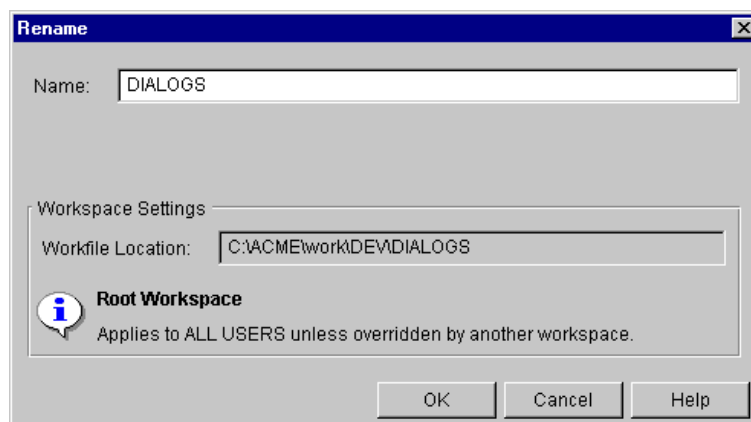 Rename
Name: DIALOGS
Workspace Settings
Workfile Location: C:\ACME\work\DEV\DIALOGS
Root Workspace
Applies to ALL USERS unless overridden by another workspace.
OK Cancel Help